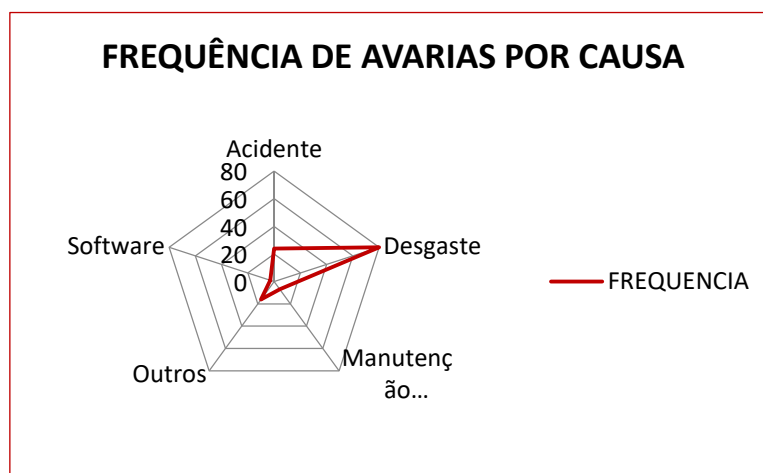 FREQUÊNCIA DE AVARIAS POR CAUSA
Acidente
80
60
40
20
0
Software
Desgaste
FREQUENCIA
Outros
Manutenç
ão...